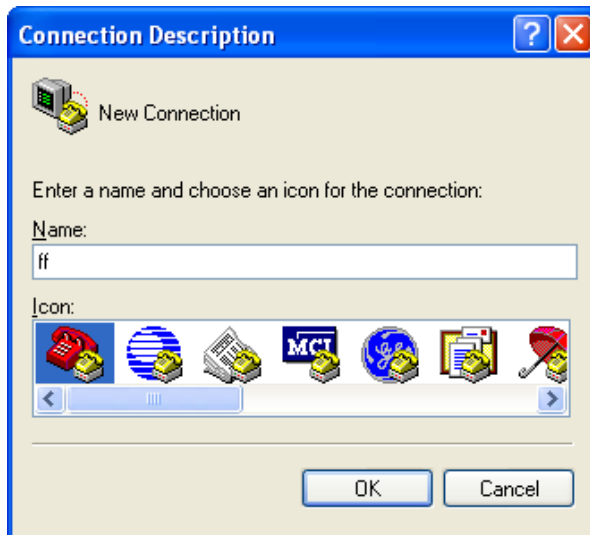 Connection Description
New Connection
Enter a name and choose an icon for the connection:
Name:
ff
Icon:
MCI
OK
Cancel